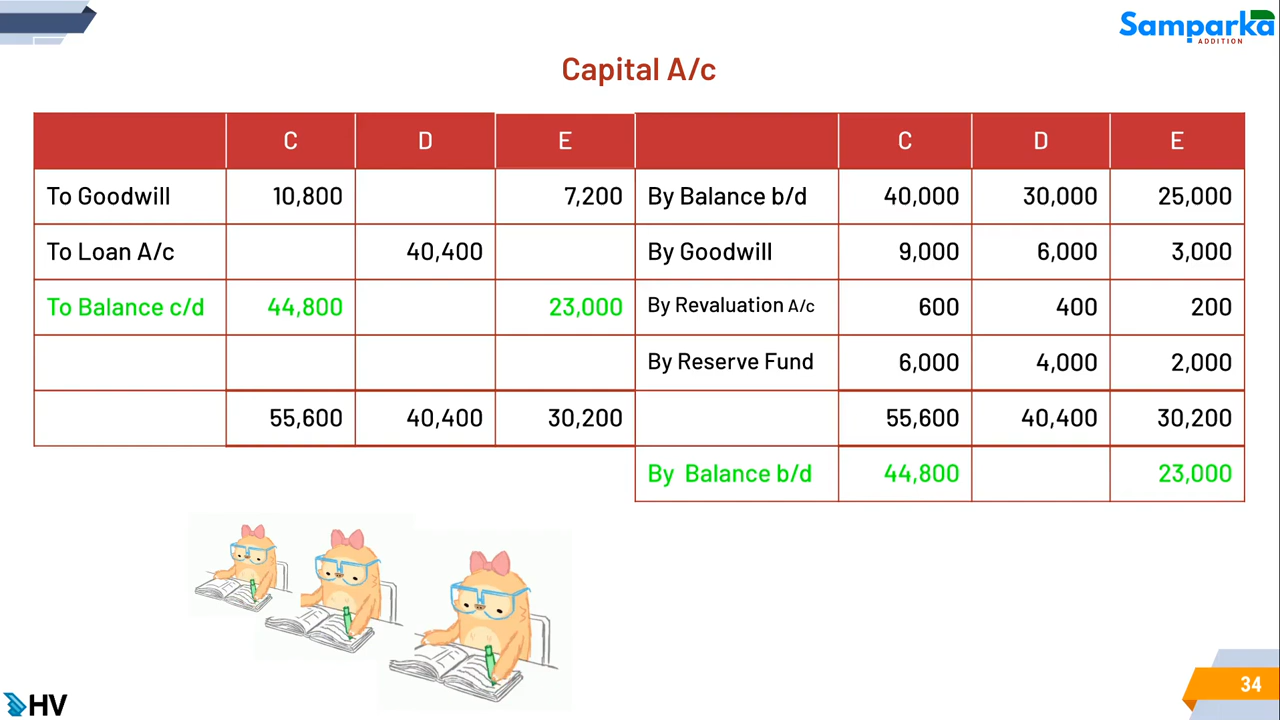 Samparka
ADDITION
Capital A/c
C D E C D E
To Goodwill 10,800 7,200 By Balance b/d 40,000 30,000 25,000
To Loan A/c 40,400 By Goodwill 9,000 6,000 3,000
To Balance c/d 44,800 23,000 By Revaluation A/c 600 400 200
By Reserve Fund 6,000 4,000 2,000
55,600 40,400 30,200 55,600 40,400 30,200
By Balance b/d 44,800 23,000
HV
34